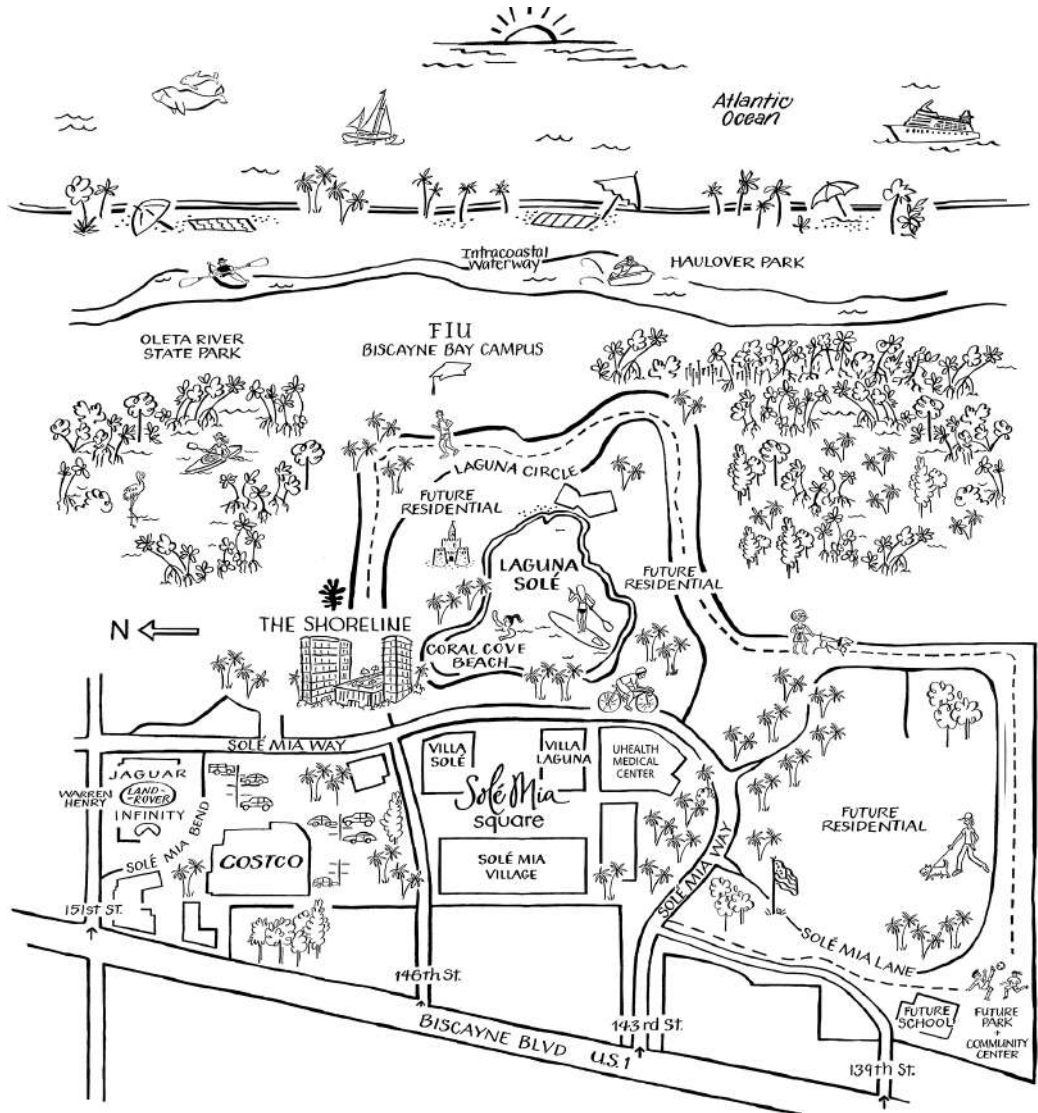 Atlantic
Ocean
Intracoastal
Waterway
HAULOVER PARK
OLETA RIVER
STATE PARK
FIU
BISCAYNE BAY CAMPUS
LAGUNA CIRCLE
FUTURE
RESIDENTIAL
LAGUNA
SOLÉ
FUTURE
RESIDENTIAL
N
THE SHORELINE
CORAL COVE
BEACH
SOLÉ MIA WAY
VILLA
SOLÉ
VILLA
LAGUNA
UHEALTH
MEDICAL
CENTER
JAGUAR
WARREN
HENRY
LAND-
-ROVER
INFINITY
SOLÉ MIA BEND
COSTCO
Solé Mia
square
SOLÉ MIA
VILLAGE
FUTURE
RESIDENTIAL
SOLÉ MIA WAY
151st ST.
SOLÉ MIA LANE
146th St.
BISCAYNE BLVD U.S.1
143rd St.
FUTURE
SCHOOL
FUTURE
PARK
+
COMMUNITY
CENTER
139th St.